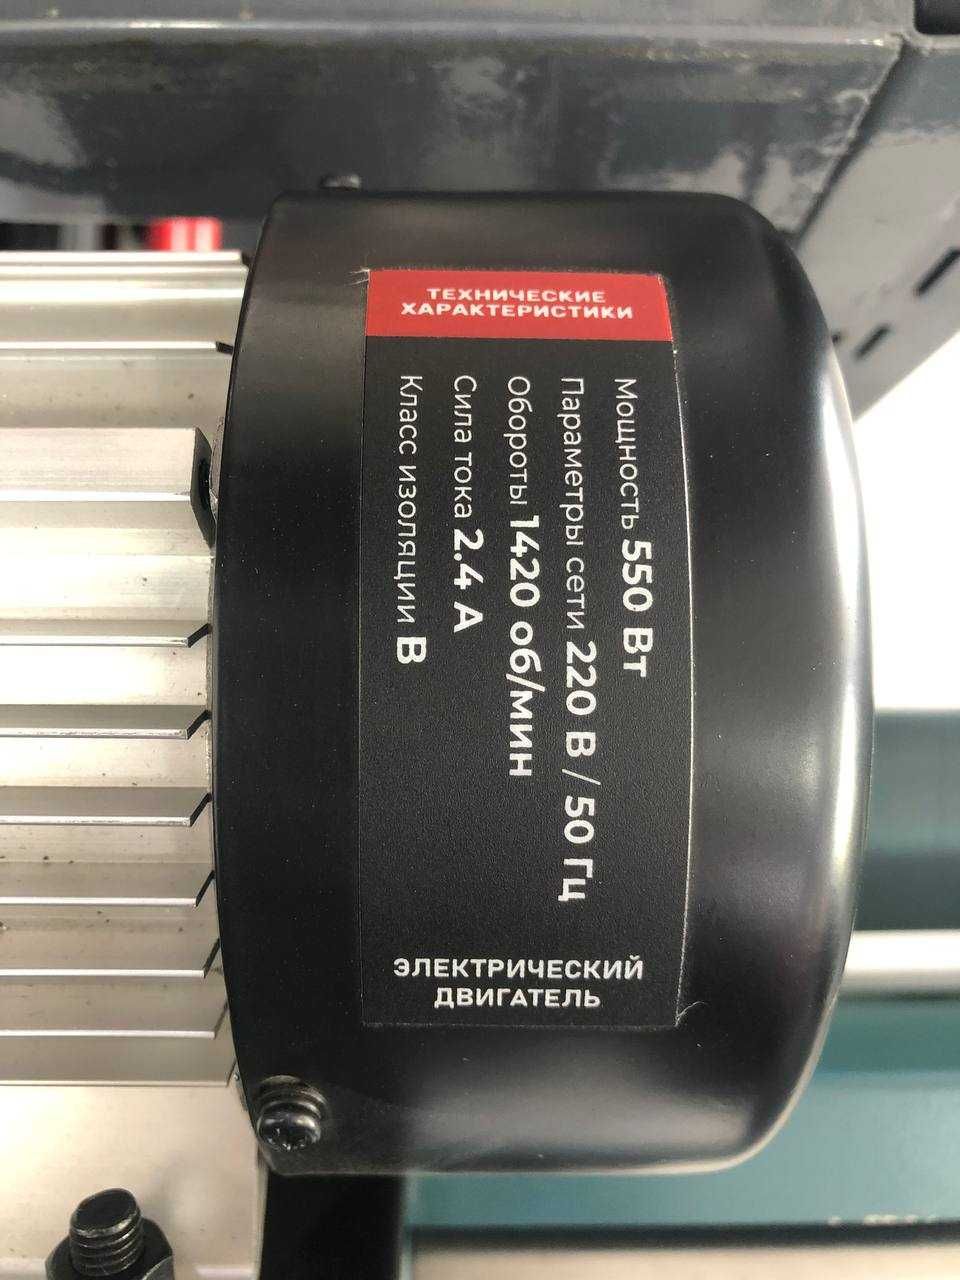 ТЕХНИЧЕСКИЕ
ХАРАКТЕРИСТИКИ
Мощность 550 Вт
Параметры сети 220 В / 50 Гц
Обороты 1420 об/мин
Сила тока 2.4 А
Класс изоляции В
ЭЛЕКТРИЧЕСКИЙ
ДВИГАТЕЛЬ